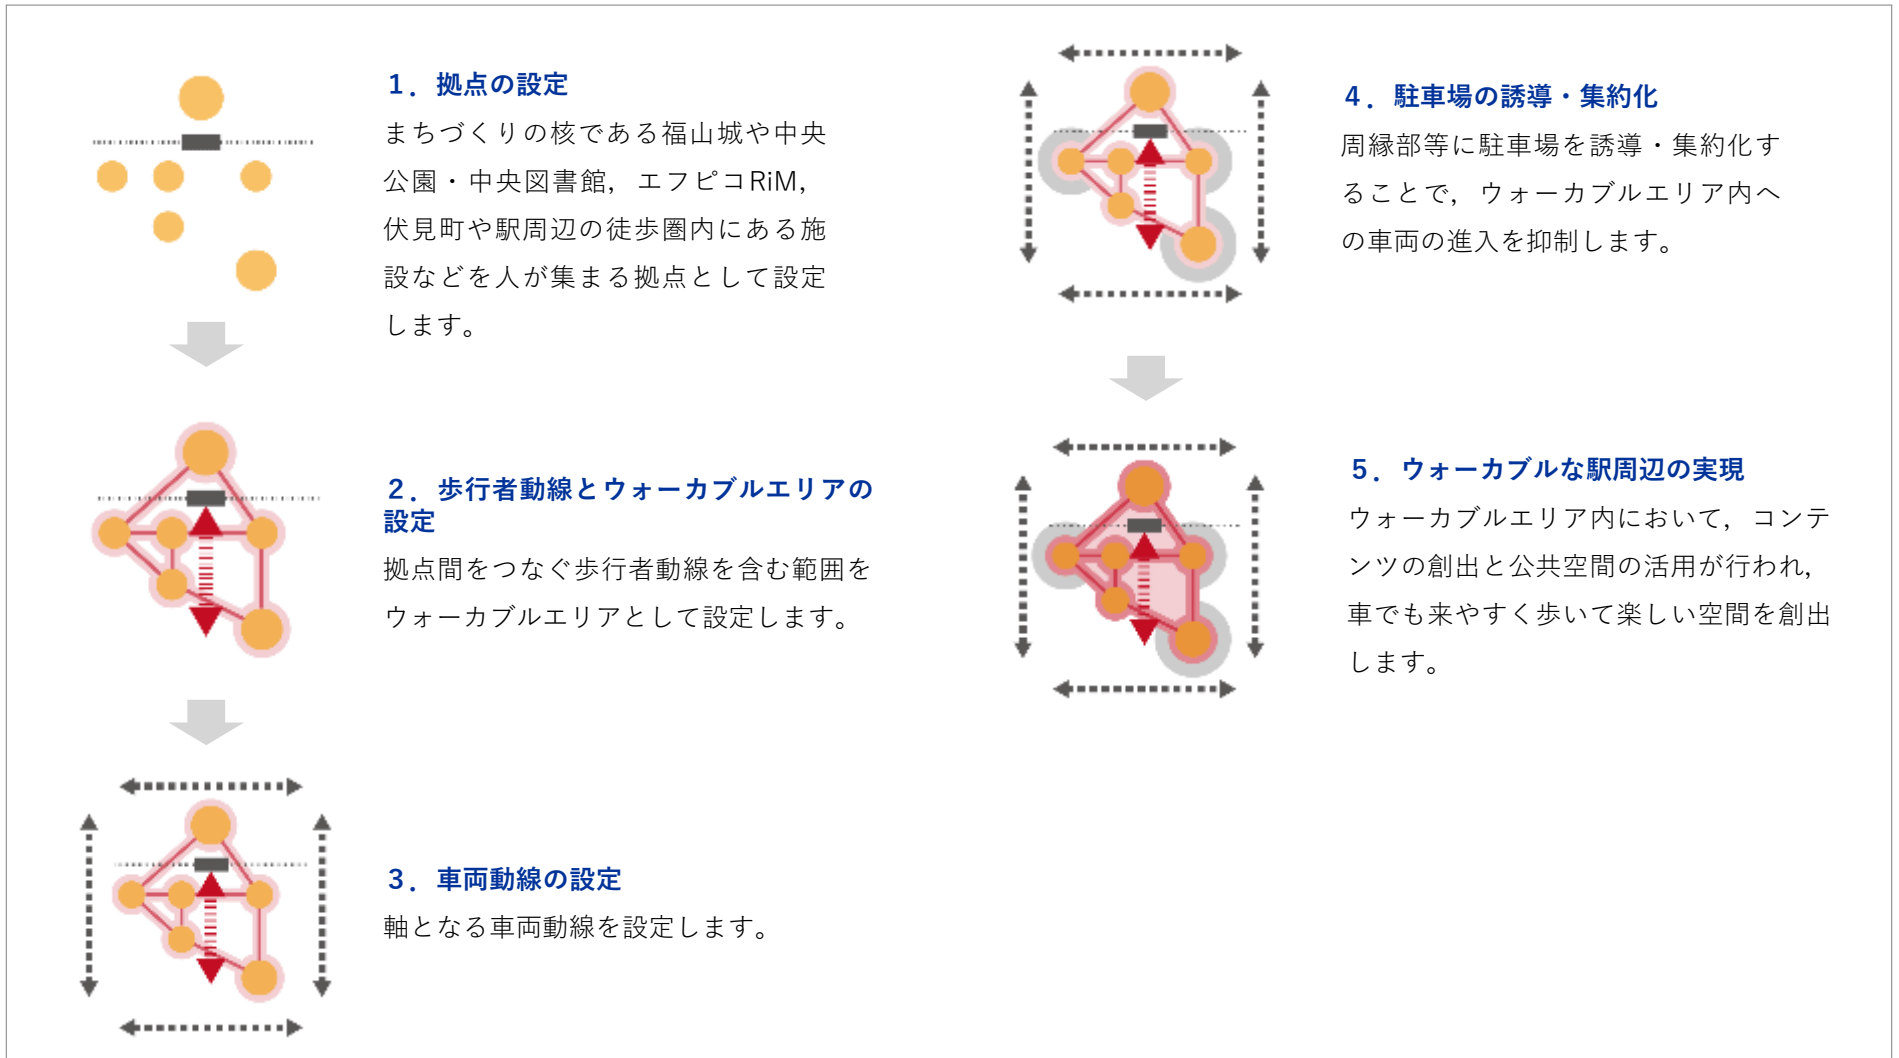 １．拠点の設定
まちづくりの核である福山城や中央
公園・中央図書館，エフピコRiM，
伏見町や駅周辺の徒歩圏内にある施
設などを人が集まる拠点として設定
します。
２．歩行者動線とウォーカブルエリアの
設定
拠点間をつなぐ歩行者動線を含む範囲を
ウォーカブルエリアとして設定します。
３．車両動線の設定
軸となる車両動線を設定します。
４．駐車場の誘導・集約化
周縁部等に駐車場を誘導・集約化す
ることで，ウォーカブルエリア内へ
の車両の進入を抑制します。
５．ウォーカブルな駅周辺の実現
ウォーカブルエリア内において，コンテ
ンツの創出と公共空間の活用が行われ，
車でも来やすく歩いて楽しい空間を創出
します。